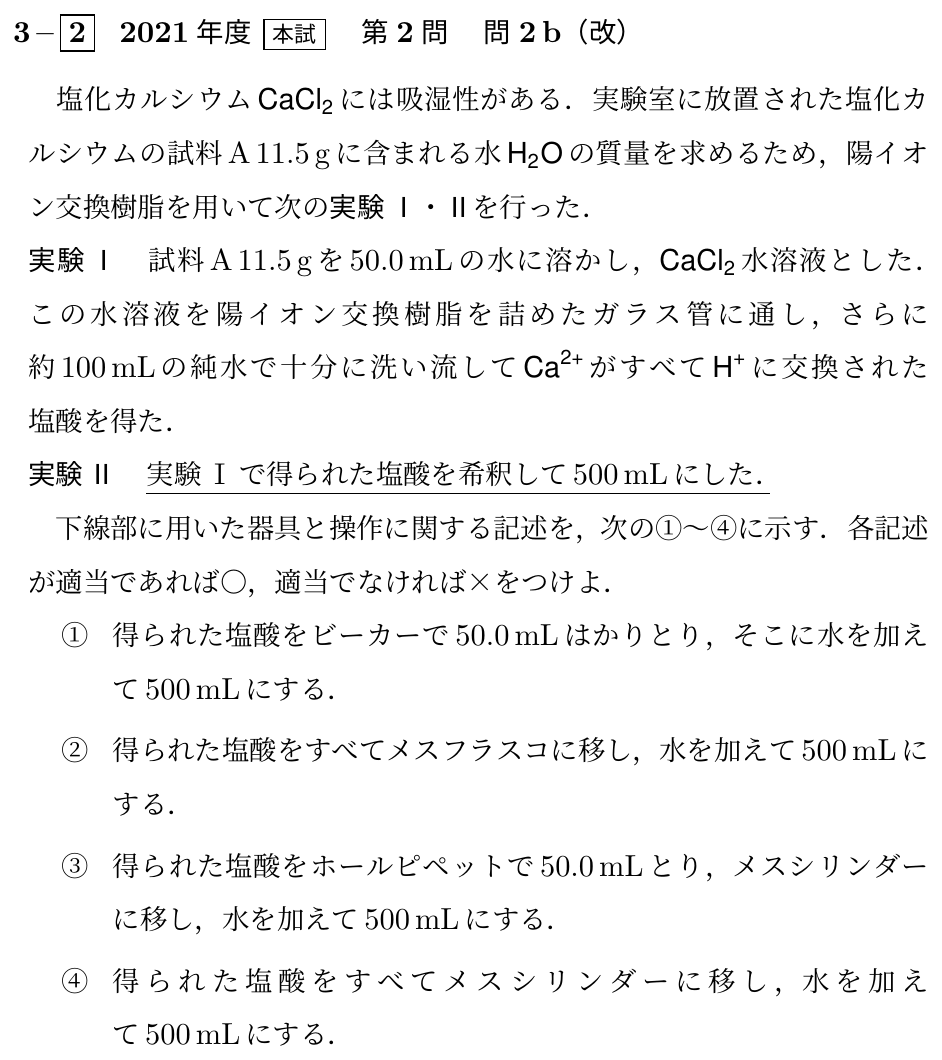 3－2 2021 年度 本試 第 2 問 問 2 b（改）
塩化カルシウム CaCl₂ には吸湿性がある．実験室に放置された塩化カ
ルシウムの試料 A 11.5 g に含まれる水 H₂O の質量を求めるため，陽イオ
ン交換樹脂を用いて次の実験 Ⅰ・Ⅱ を行った．
実験 Ⅰ 試料 A 11.5 g を 50.0 mL の水に溶かし，CaCl₂ 水溶液とした．
この水溶液を陽イオン交換樹脂を詰めたガラス管に通し，さらに
約 100 mL の純水で十分に洗い流して Ca²⁺ がすべて H⁺ に交換された
塩酸を得た．
実験 Ⅱ 実験 Ⅰ で得られた塩酸を希釈して 500 mL にした．
下線部に用いた器具と操作に関する記述を，次の①～④に示す．各記述
が適当であれば○，適当でなければ×をつけよ．
① 得られた塩酸をビーカーで 50.0 mL はかりとり，そこに水を加え
て 500 mL にする．
② 得られた塩酸をすべてメスフラスコに移し，水を加えて 500 mL に
する．
③ 得られた塩酸をホールピペットで 50.0 mL とり，メスシリンダー
に移し，水を加えて 500 mL にする．
④ 得られた塩酸をすべてメスシリンダーに移し，水を加え
て 500 mL にする．